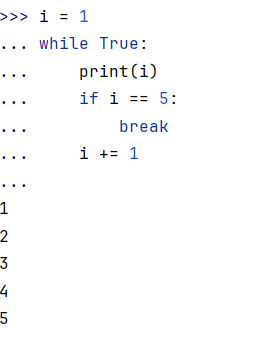 >>> i = 1
... while True:
...     print(i)
...     if i == 5:
...         break
...     i += 1
...
1
2
3
4
5